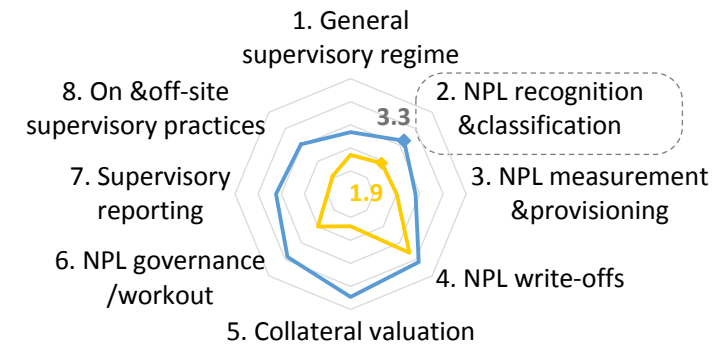 1. General
supervisory regime
8. On &off-site
supervisory practices
2. NPL recognition
&classification
3.3
7. Supervisory
reporting
1.9
3. NPL measurement
&provisioning
6. NPL governance
/workout
4. NPL write-offs
5. Collateral valuation